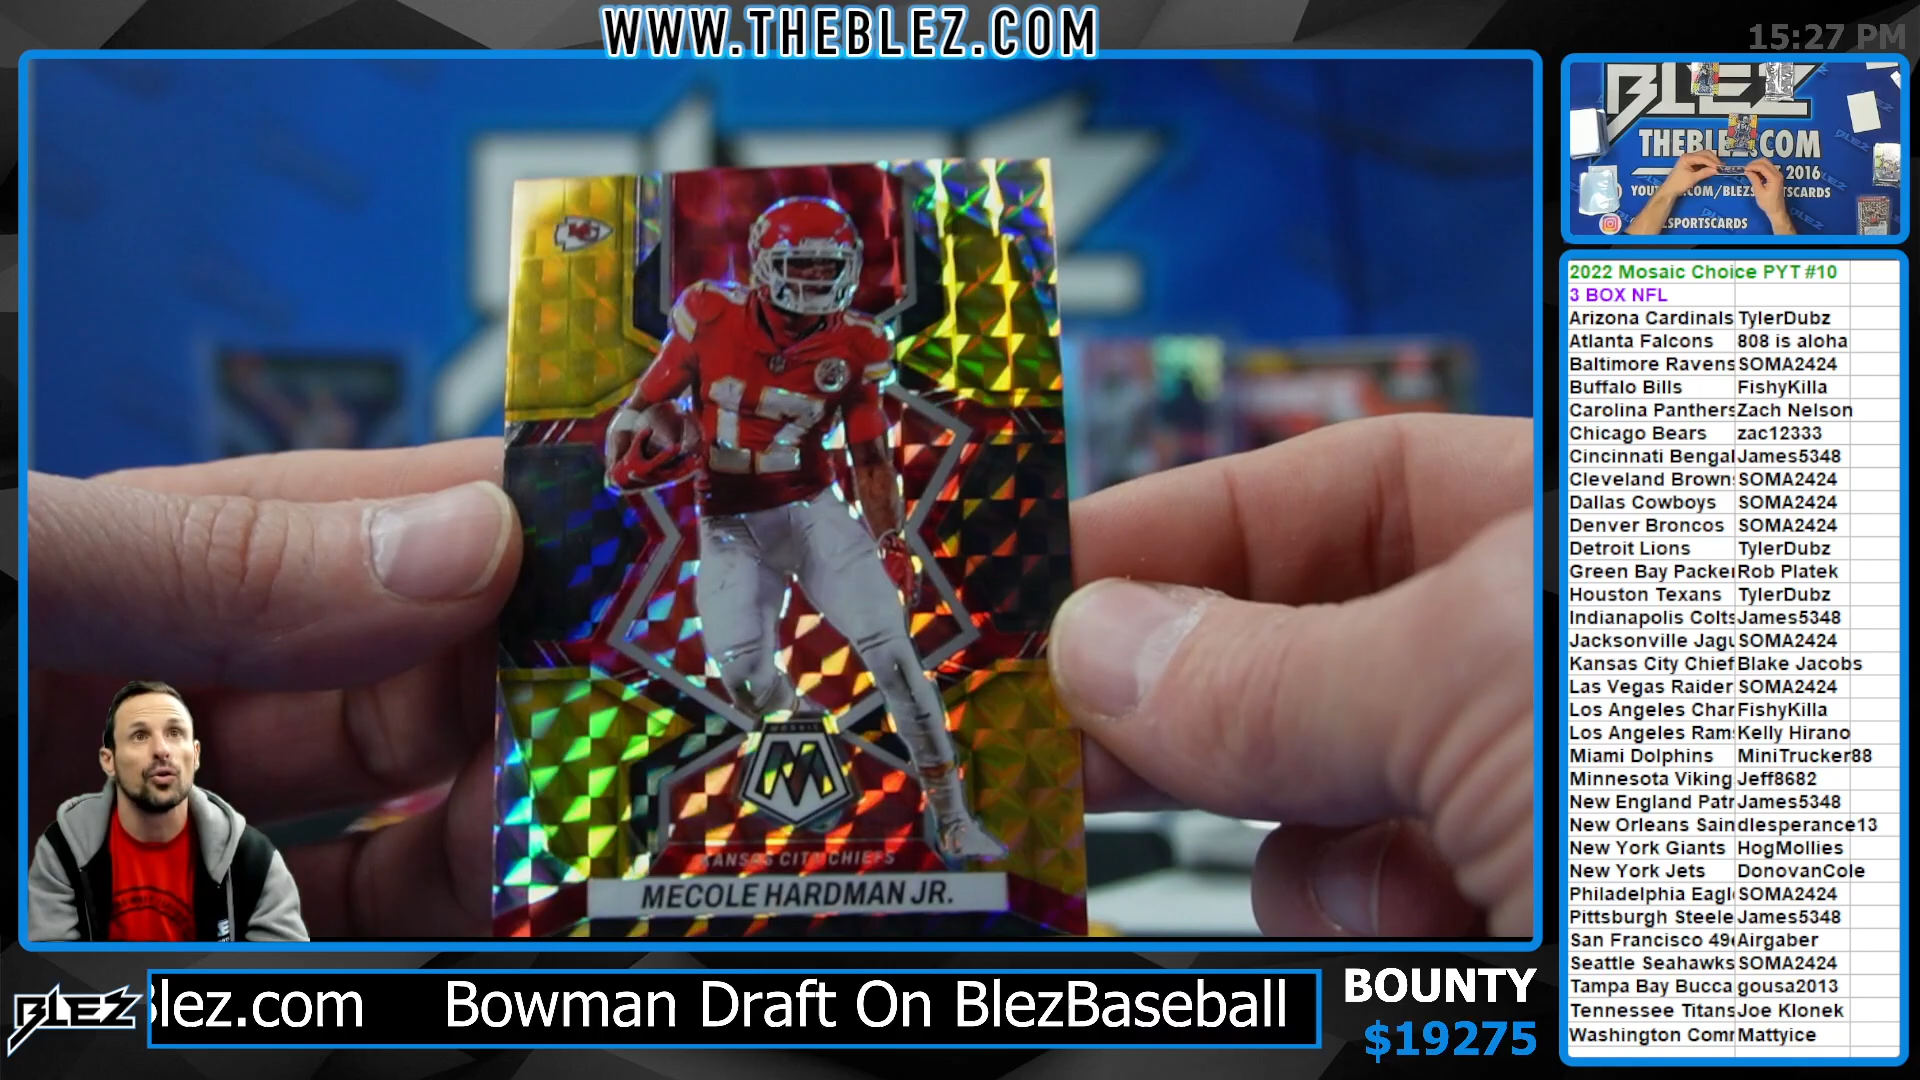 WWW.THEBLEZ.COM
15:27 PM
BLEZ
THEBLEZ.COM
2016
SPORTSCARDS
KC
17
M
KANSAS CITY CHIEFS
MECOLE HARDMAN JR.
2022 Mosaic Choice PYT #10
3 BOX NFL
Arizona Cardinals TylerDubz
Atlanta Falcons 808 is aloha
Baltimore Ravens SOMA2424
Buffalo Bills FishyKilla
Carolina Panthers Zach Nelson
Chicago Bears zac12333
Cincinnati Bengal James5348
Cleveland Brown SOMA2424
Dallas Cowboys SOMA2424
Denver Broncos SOMA2424
Detroit Lions TylerDubz
Green Bay Packe Rob Platek
Houston Texans TylerDubz
Indianapolis Colts James5348
Jacksonville Jagu SOMA2424
Kansas City Chief Blake Jacobs
Las Vegas Raider SOMA2424
Los Angeles Char FishyKilla
Los Angeles Ram Kelly Hirano
Miami Dolphins MiniTrucker88
Minnesota Viking Jeff8682
New England Patr James5348
New Orleans Sain dlesperance13
New York Giants HogMollies
New York Jets DonovanCole
Philadelphia Eagl SOMA2424
Pittsburgh Steele James5348
San Francisco 49 Airgaber
Seattle Seahawks SOMA2424
Tampa Bay Bucca gousa2013
Tennessee Titans Joe Klonek
Washington Com Mattyice
BLEZ
lez.com Bowman Draft On BlezBaseball
BOUNTY
$19275